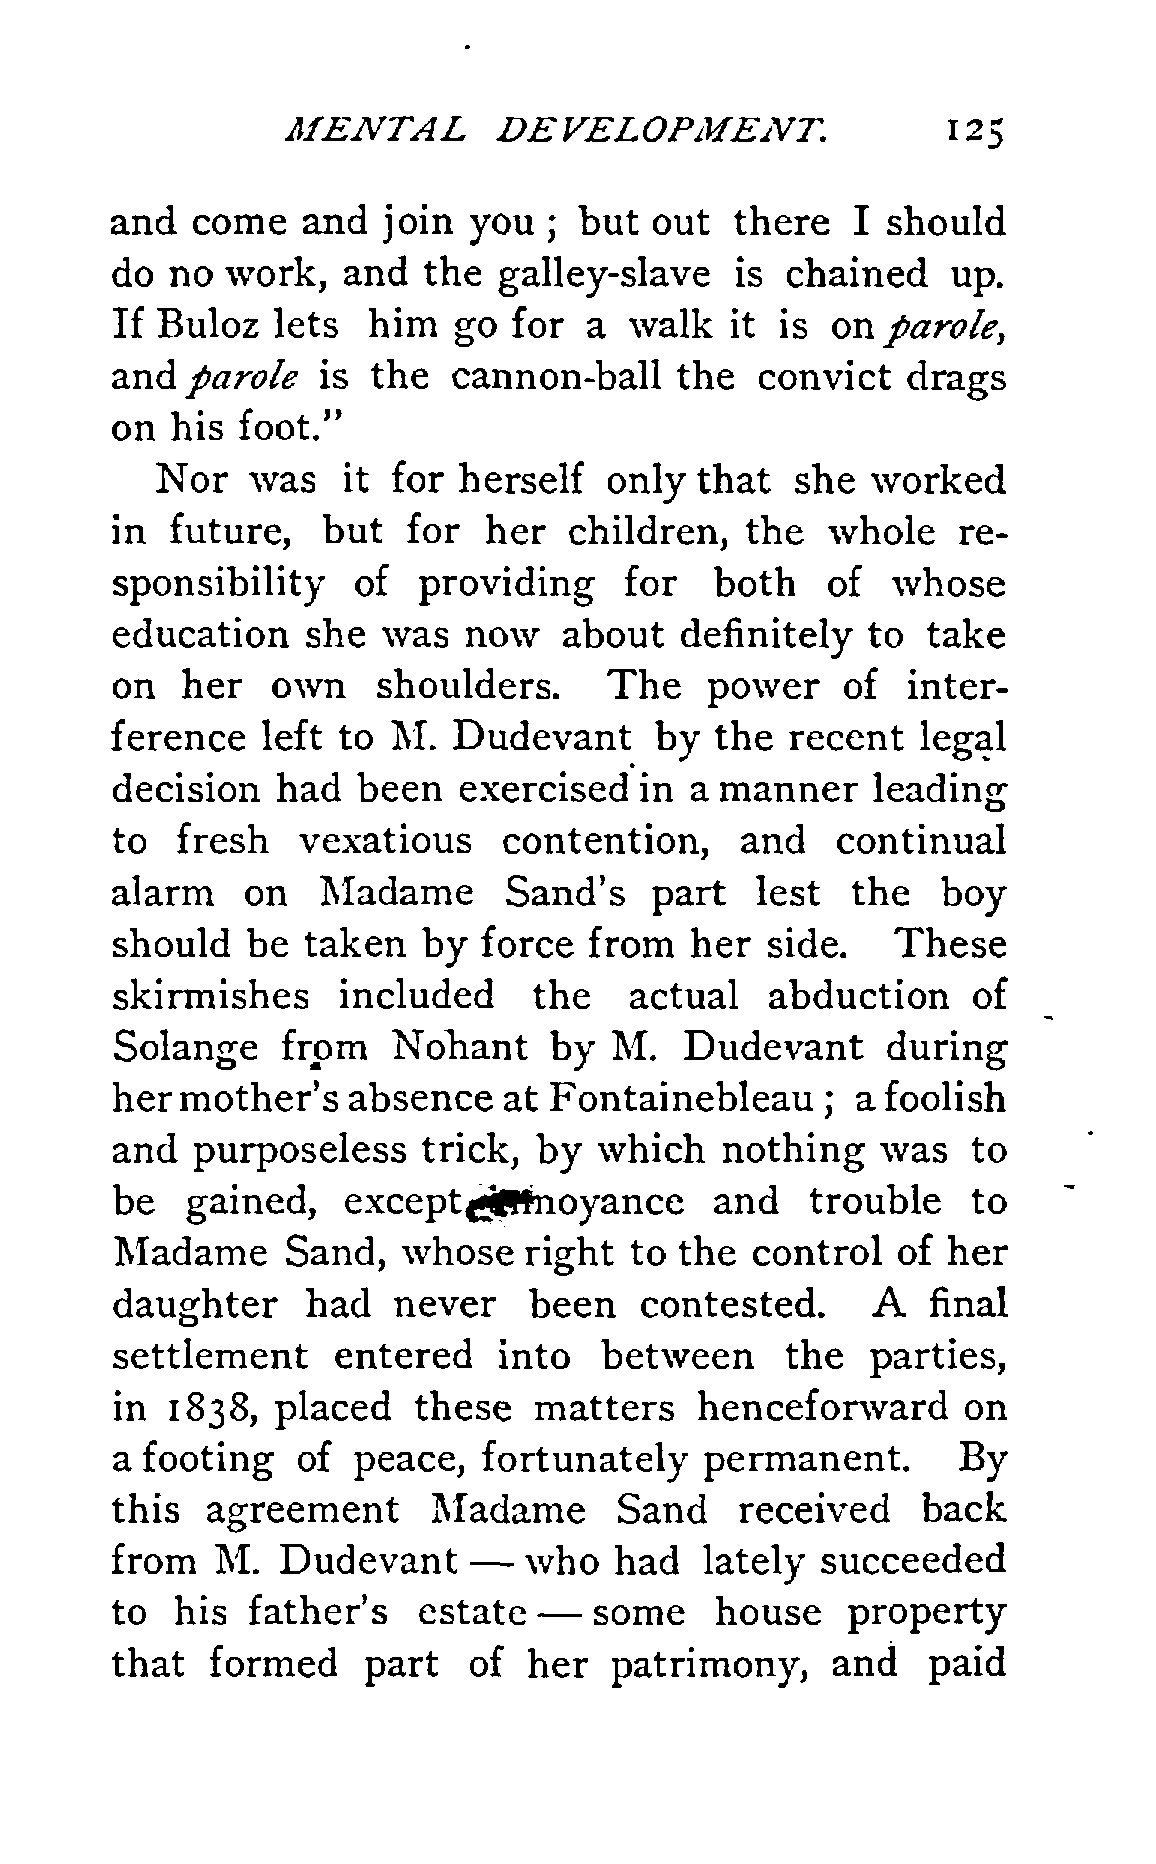 MENTAL DEVELOPMENT. 125
and come and join you ; but out there I should
do no work, and the galley-slave is chained up.
If Buloz lets him go for a walk it is on parole,
and parole is the cannon-ball the convict drags
on his foot."
Nor was it for herself only that she worked
in future, but for her children, the whole re-
sponsibility of providing for both of whose
education she was now about definitely to take
on her own shoulders. The power of inter-
ference left to M. Dudevant by the recent legal
decision had been exercised in a manner leading
to fresh vexatious contention, and continual
alarm on Madame Sand's part lest the boy
should be taken by force from her side. These
skirmishes included the actual abduction of
Solange from Nohant by M. Dudevant during
her mother's absence at Fontainebleau ; a foolish
and purposeless trick, by which nothing was to
be gained, except and trouble to
Madame Sand, whose right to the control of her
daughter had never been contested. A final
settlement entered into between the parties,
in 1838, placed these matters henceforward on
a footing of peace, fortunately permanent. By
this agreement Madame Sand received back
from M. Dudevant — who had lately succeeded
to his father's estate — some house property
that formed part of her patrimony, and paid